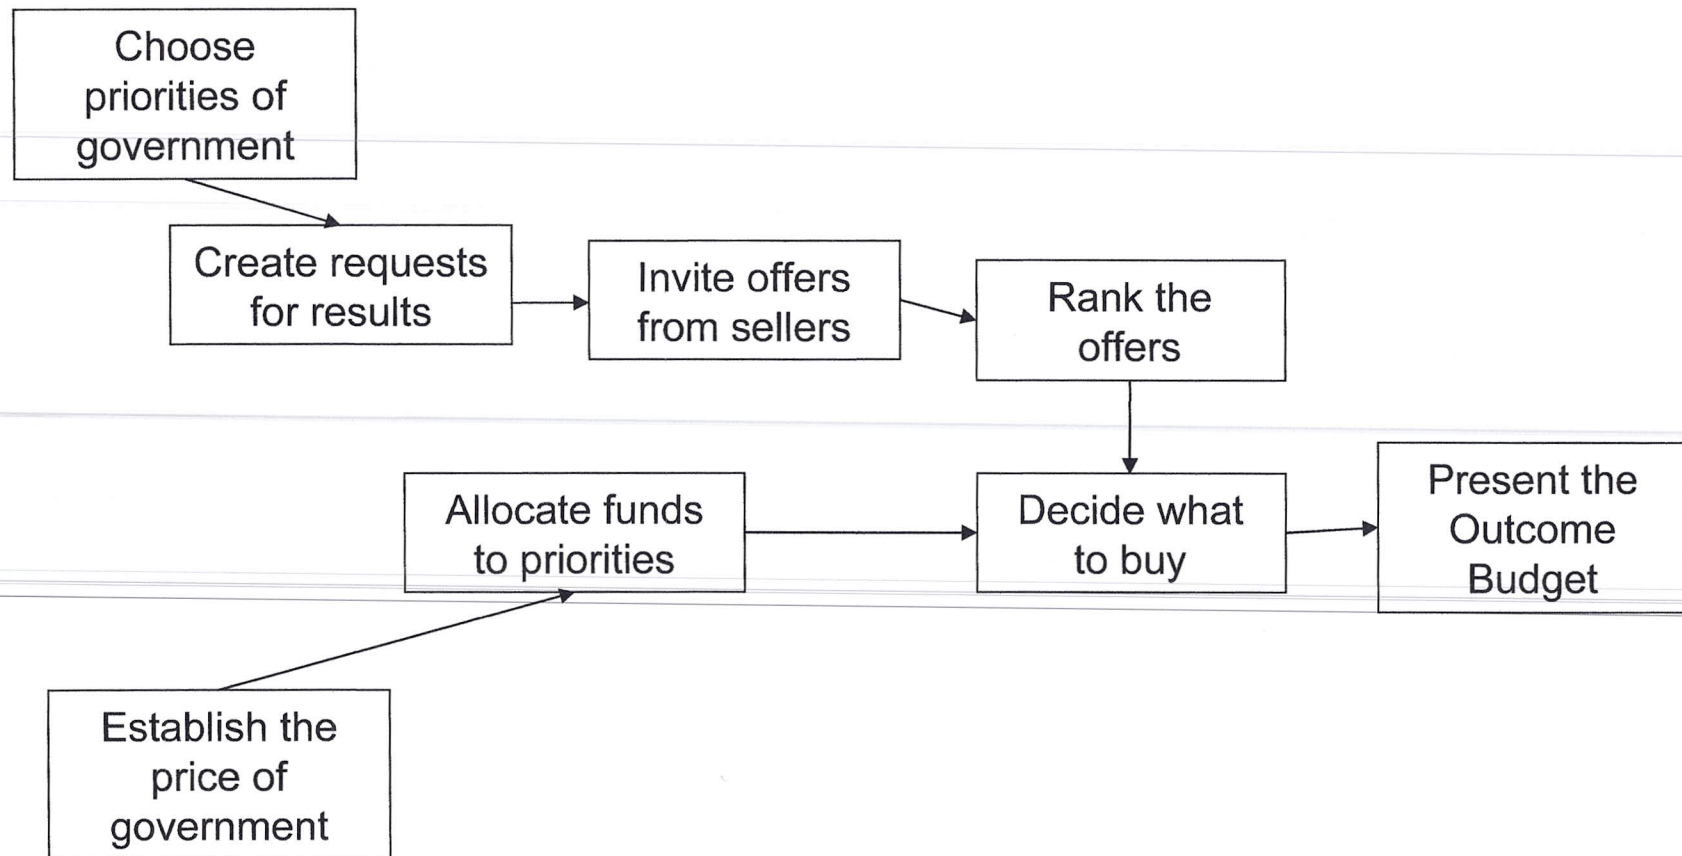 Choose
priorities of
government
Create requests
for results
Invite offers
from sellers
Rank the
offers
Allocate funds
to priorities
Decide what
to buy
Present the
Outcome
Budget
Establish the
price of
government